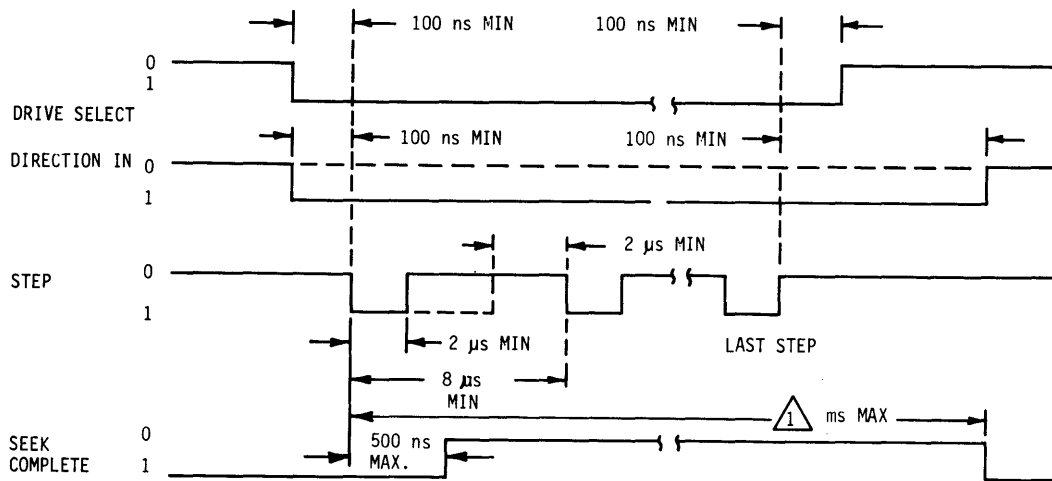 100 ns MIN 100 ns MIN
0
1
DRIVE SELECT
100 ns MIN 100 ns MIN
DIRECTION IN 0
1
2 µs MIN
0
STEP
1
2 µs MIN LAST STEP
8 µs
MIN
1 ms MAX
0
SEEK 500 ns
COMPLETE 1 MAX.